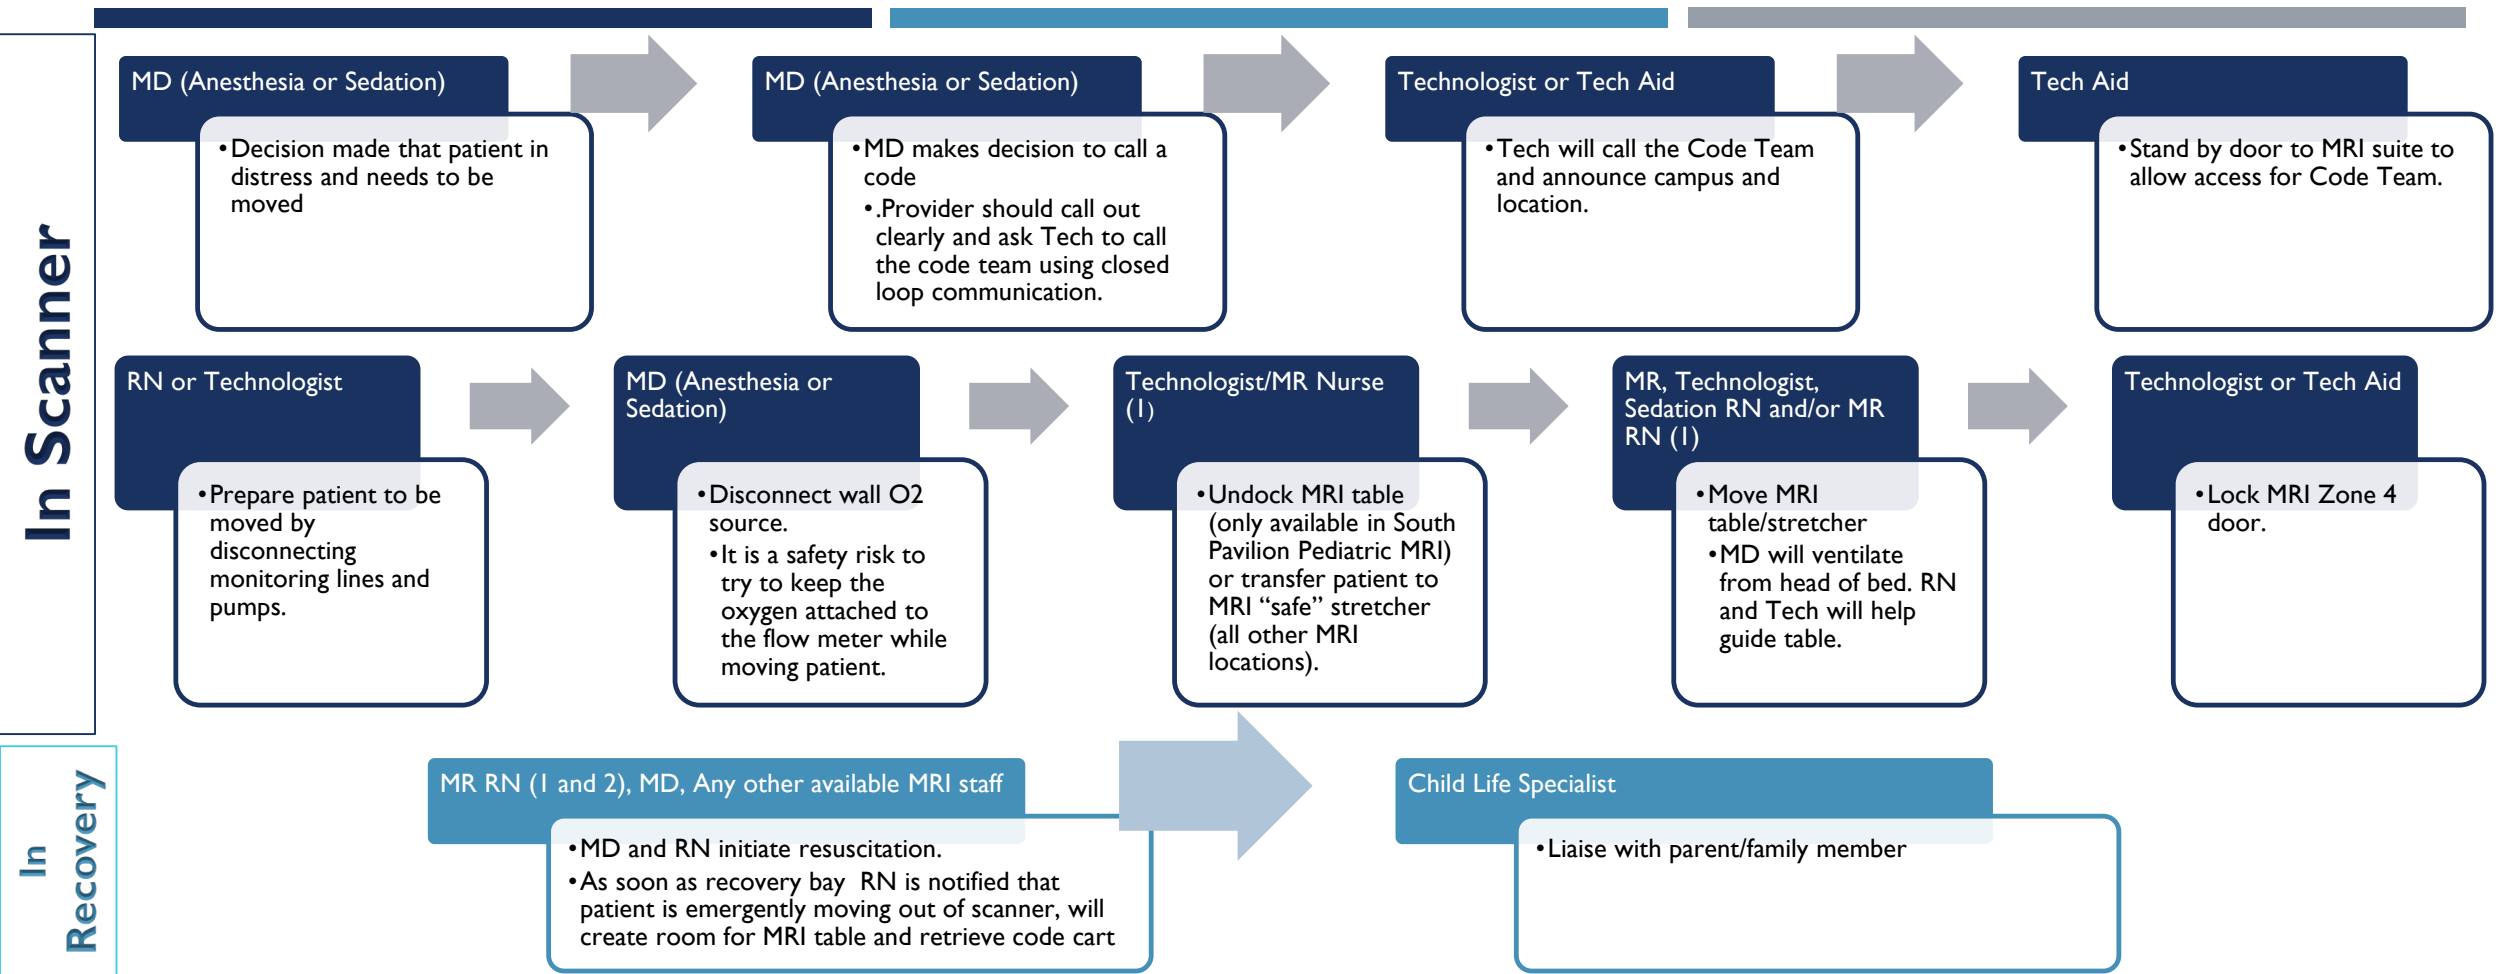 In Scanner
MD (Anesthesia or Sedation)
•Decision made that patient in
distress and needs to be
moved
MD (Anesthesia or Sedation)
•MD makes decision to call a
code
•.Provider should call out
clearly and ask Tech to call
the code team using closed
loop communication.
Technologist or Tech Aid
•Tech will call the Code Team
and announce campus and
location.
Tech Aid
•Stand by door to MRI suite to
allow access for Code Team.
RN or Technologist
•Prepare patient to be
moved by
disconnecting
monitoring lines and
pumps.
MD (Anesthesia or
Sedation)
•Disconnect wall O2
source.
•It is a safety risk to
try to keep the
oxygen attached to
the flow meter while
moving patient.
Technologist/MR Nurse
(1)
•Undock MRI table
(only available in South
Pavilion Pediatric MRI)
or transfer patient to
MRI “safe” stretcher
(all other MRI
locations).
MR, Technologist,
Sedation RN and/or MR
RN (1)
•Move MRI
table/stretcher
•MD will ventilate
from head of bed. RN
and Tech will help
guide table.
Technologist or Tech Aid
•Lock MRI Zone 4
door.
In
Recovery
MR RN (1 and 2), MD, Any other available MRI staff
•MD and RN initiate resuscitation.
•As soon as recovery bay  RN is notified that
patient is emergently moving out of scanner, will
create room for MRI table and retrieve code cart
Child Life Specialist
•Liaise with parent/family member